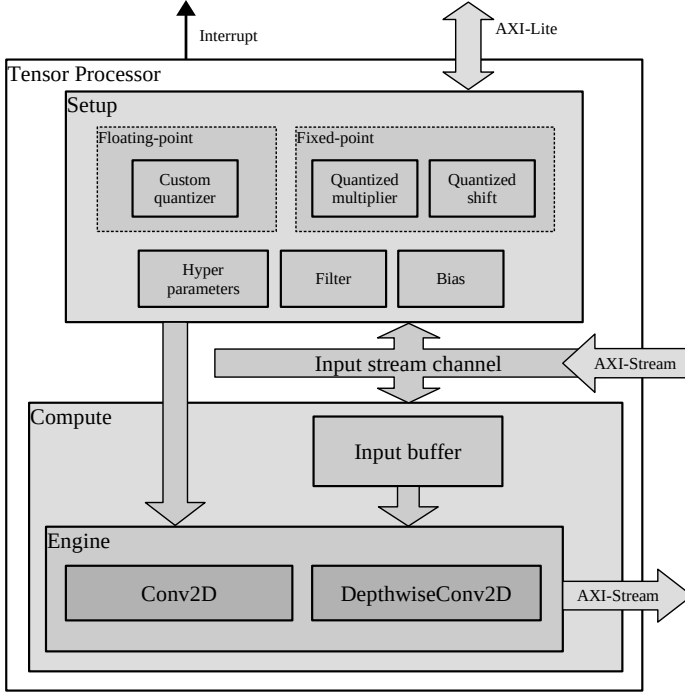 Interrupt
AXI-Lite
Tensor Processor
Setup
Floating-point
Custom
quantizer
Fixed-point
Quantized
multiplier
Quantized
shift
Hyper
parameters
Filter
Bias
Input stream channel
AXI-Stream
Compute
Input buffer
Engine
Conv2D
DepthwiseConv2D
AXI-Stream